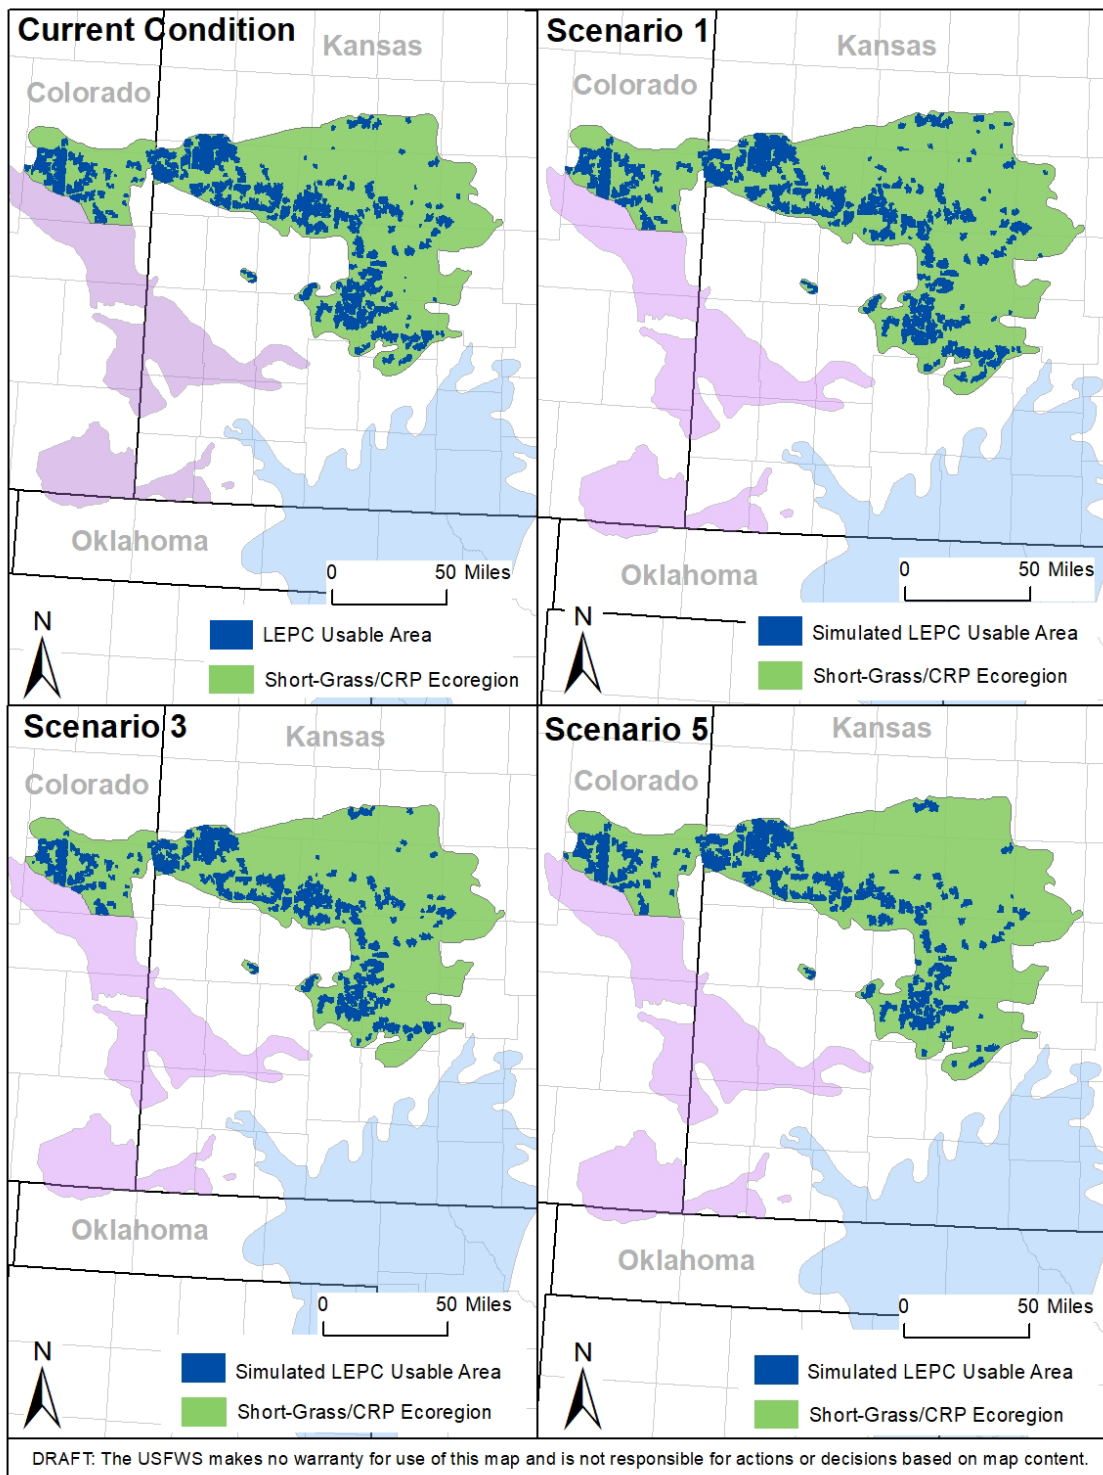 Current Condition
Kansas
Colorado
Oklahoma
0 50 Miles
N
LEPC Usable Area
Short-Grass/CRP Ecoregion
Scenario 1
Kansas
Colorado
Oklahoma
0 50 Miles
N
Simulated LEPC Usable Area
Short-Grass/CRP Ecoregion
Scenario 3
Kansas
Colorado
Oklahoma
0 50 Miles
N
Simulated LEPC Usable Area
Short-Grass/CRP Ecoregion
Scenario 5
Kansas
Colorado
Oklahoma
0 50 Miles
N
Simulated LEPC Usable Area
Short-Grass/CRP Ecoregion
DRAFT: The USFWS makes no warranty for use of this map and is not responsible for actions or decisions based on map content.